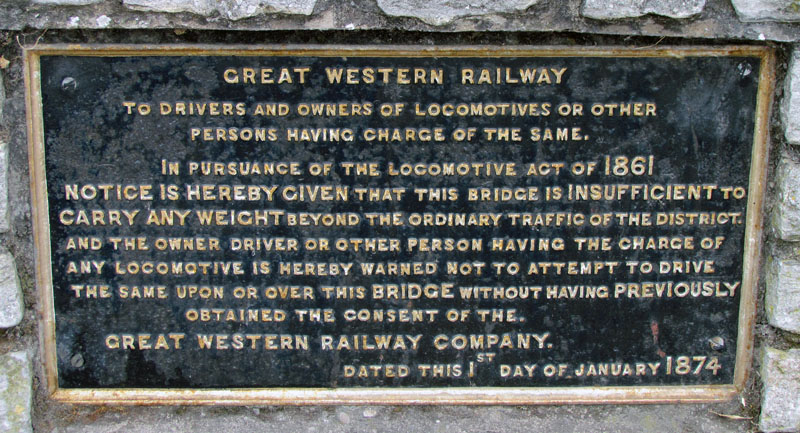 GREAT WESTERN RAILWAY
TO DRIVERS AND OWNERS OF LOCOMOTIVES OR OTHER
PERSONS HAVING CHARGE OF THE SAME.
IN PURSUANCE OF THE LOCOMOTIVE ACT OF 1861
NOTICE IS HEREBY GIVEN THAT THIS BRIDGE IS INSUFFICIENT TO
CARRY ANY WEIGHT BEYOND THE ORDINARY TRAFFIC OF THE DISTRICT.
AND THE OWNER DRIVER OR OTHER PERSON HAVING THE CHARGE OF
ANY LOCOMOTIVE IS HEREBY WARNED NOT TO ATTEMPT TO DRIVE
THE SAME UPON OR OVER THIS BRIDGE WITHOUT HAVING PREVIOUSLY
OBTAINED THE CONSENT OF THE.
GREAT WESTERN RAILWAY COMPANY.
DATED THIS 1ST DAY OF JANUARY 1874